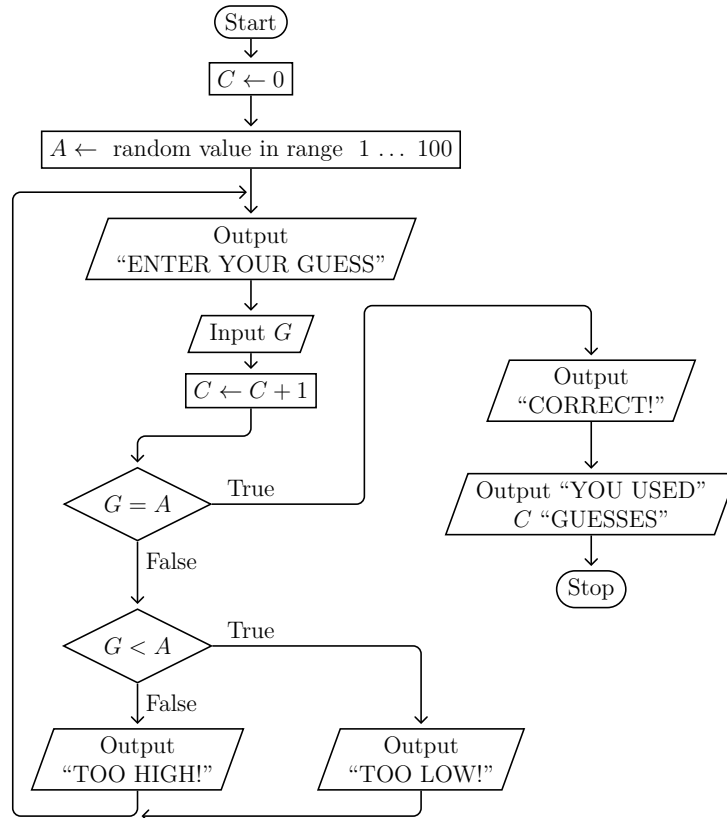 Start
C ← 0
A ← random value in range 1 … 100
Output
“ENTER YOUR GUESS”
Input G
C ← C + 1
G = A
True
False
Output
“CORRECT!”
Output “YOU USED”
C “GUESSES”
Stop
G < A
True
False
Output
“TOO HIGH!”
Output
“TOO LOW!”